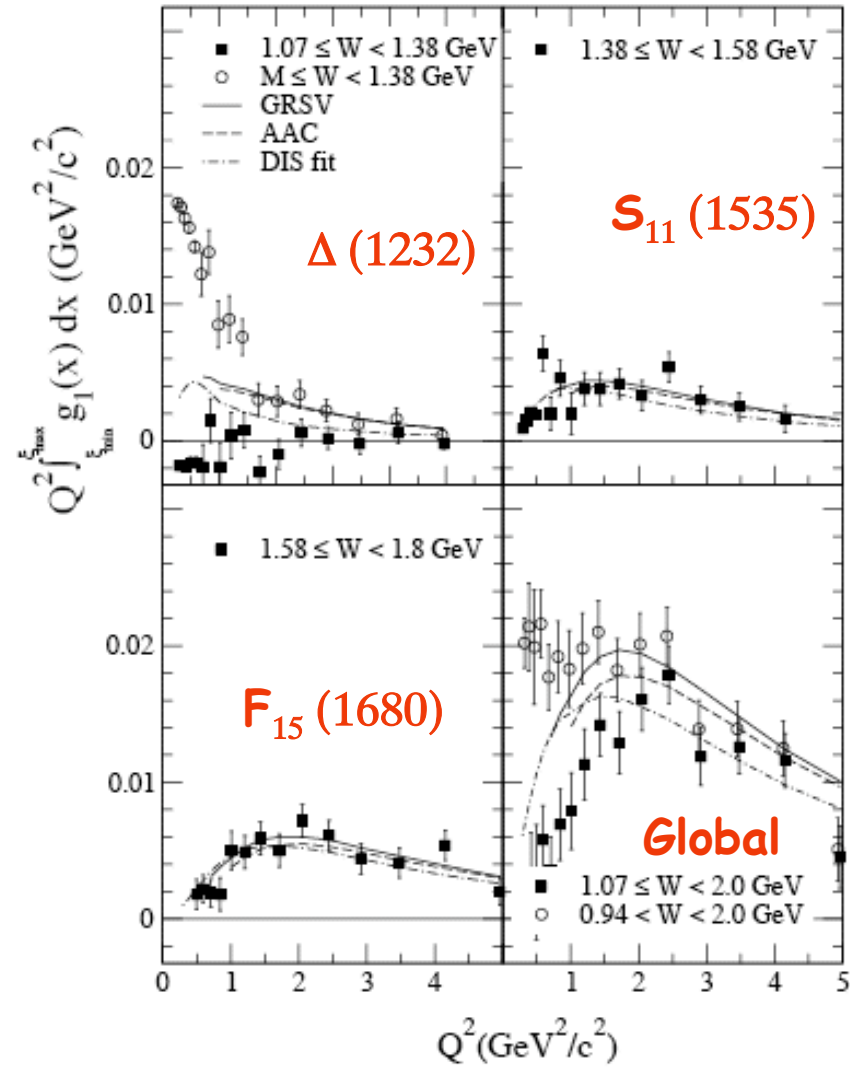 1.07 ≤ W < 1.38 GeV
M ≤ W < 1.38 GeV
GRSV
AAC
DIS fit
Δ (1232)
1.38 ≤ W < 1.58 GeV
S₁₁ (1535)
0.02
0.01
0
Q² ∫ξmin^ξmax g₁(x) dx (GeV²/c²)
1.58 ≤ W < 1.8 GeV
F₁₅ (1680)
0.02
0.01
0
Global
1.07 ≤ W < 2.0 GeV
0.94 < W < 2.0 GeV
0 1 2 3 4 1 2 3 4 5
Q²(GeV²/c²)